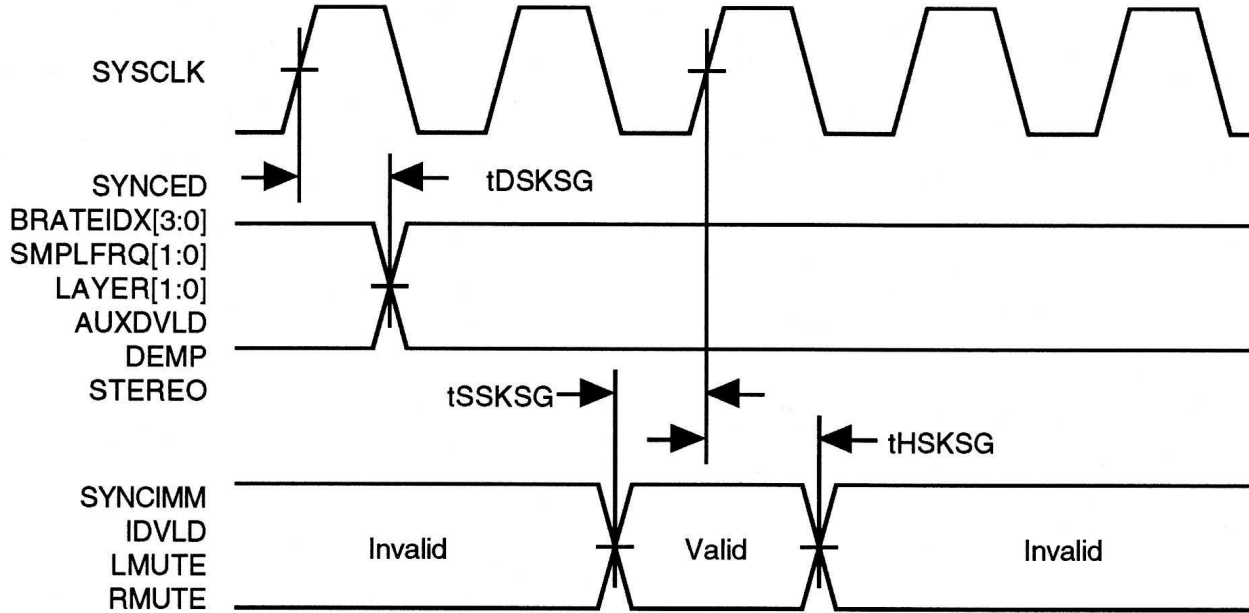 SYSCLK
SYNCED
tDSKSG
BRATEIDX[3:0]
SMPLFRQ[1:0]
LAYER[1:0]
AUXDVLD
DEMP
STEREO
tSSKSG
tHSKSG
SYNCIMM
IDVLD
LMUTE
RMUTE
Invalid
Valid
Invalid